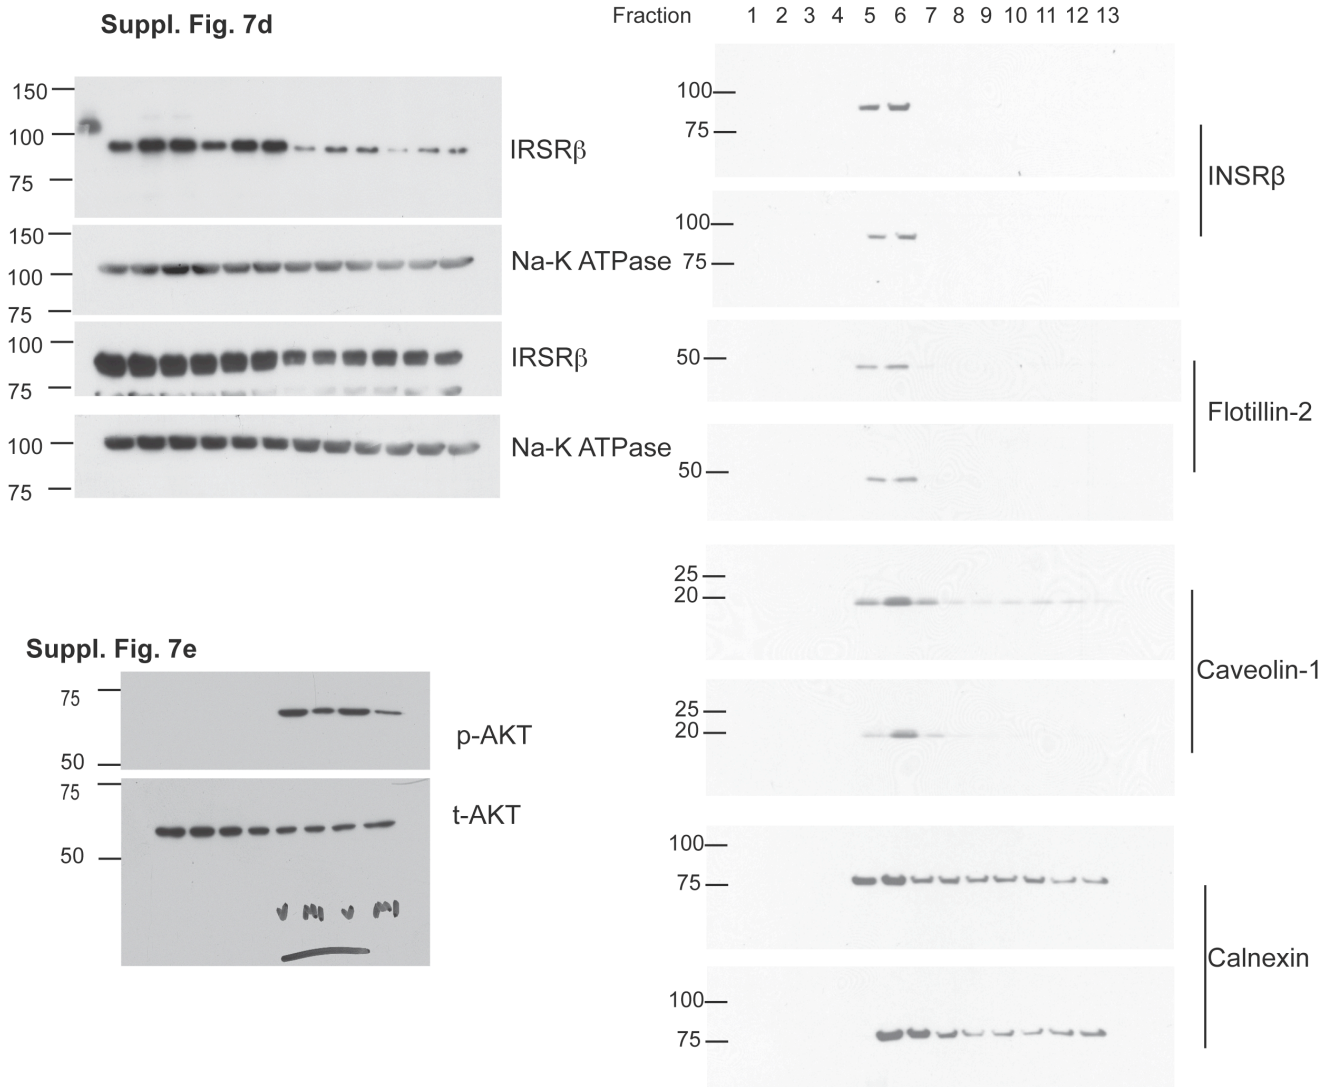 Suppl. Fig. 7d
150
100
75
IRSRβ
150
100
75
Na-K ATPase
100
75
IRSRβ
100
75
Na-K ATPase
Suppl. Fig. 7e
75
50
p-AKT
75
50
t-AKT
V M V M
Fraction 1 2 3 4 5 6 7 8 9 10 11 12 13
100
75
100
75
INSRβ
50
50
Flotillin-2
25
20
25
20
Caveolin-1
100
75
100
75
Calnexin